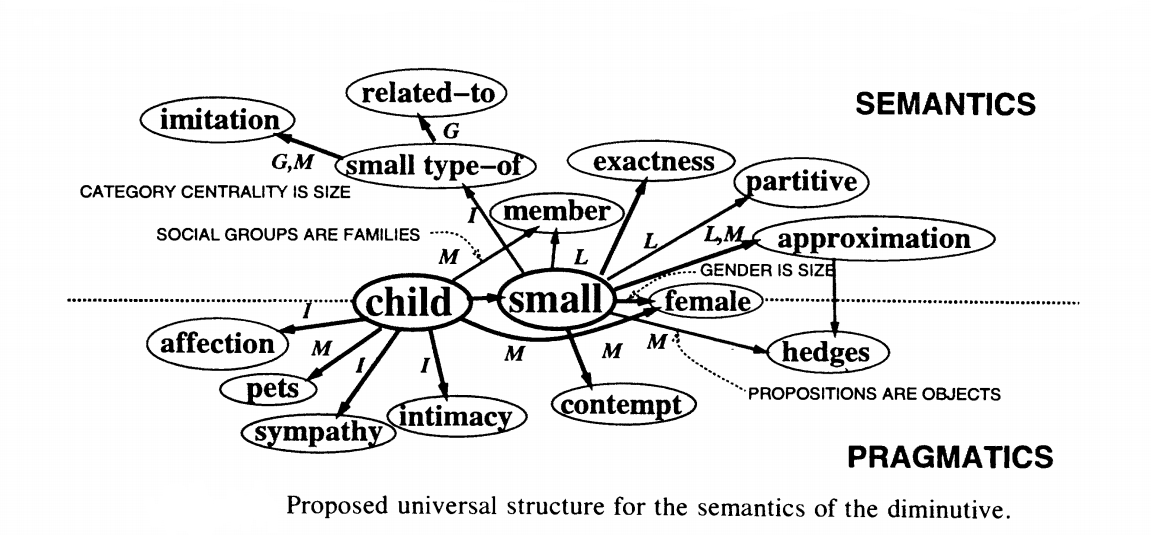 related–to
SEMANTICS
imitation
G
exactness
G,M
small type–of
partitive
CATEGORY CENTRALITY IS SIZE
I
member
SOCIAL GROUPS ARE FAMILIES
L
L,M
approximation
M
L
GENDER IS SIZE
child
small
female
I
affection
M
M
M
M
hedges
I
I
pets
PROPOSITIONS ARE OBJECTS
contempt
intimacy
sympathy
PRAGMATICS
Proposed universal structure for the semantics of the diminutive.